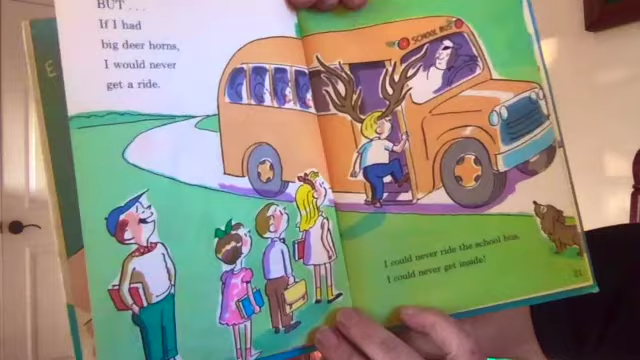 BUT . . .
If I had
big deer horns,
I would never
get a ride.
SCHOOL BUS
I could never ride the school bus.
I could never get inside!